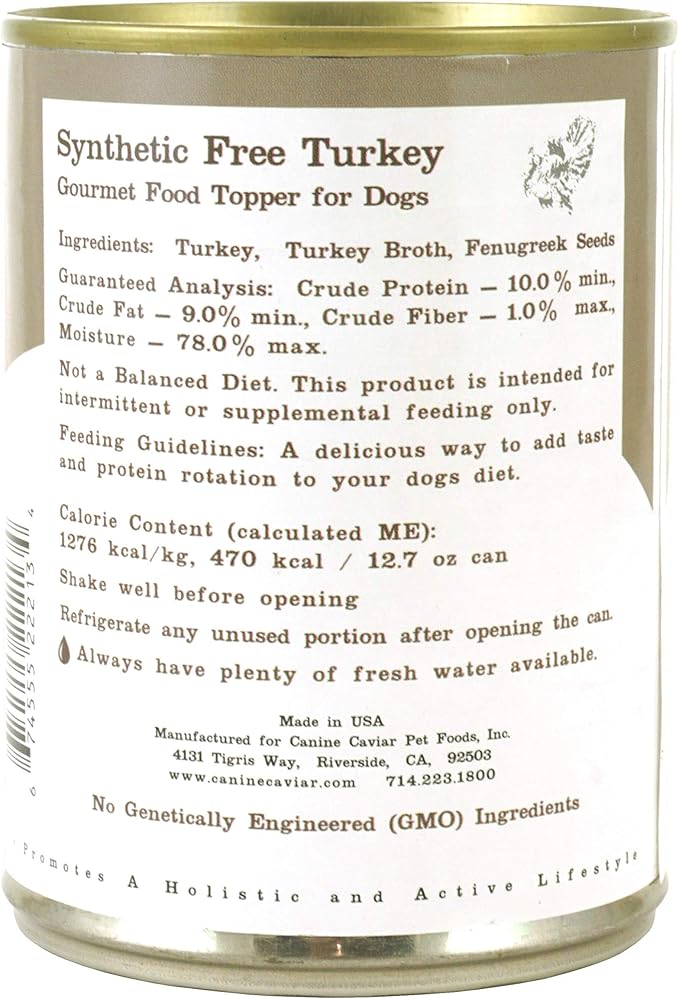 Synthetic Free Turkey
Gourmet Food Topper for Dogs
Ingredients: Turkey, Turkey Broth, Fenugreek Seeds
Guaranteed Analysis: Crude Protein – 10.0% min.,
Crude Fat – 9.0% min., Crude Fiber – 1.0% max.,
Moisture – 78.0% max.
Not a Balanced Diet. This product is intended for
intermittent or supplemental feeding only.
Feeding Guidelines: A delicious way to add taste
and protein rotation to your dogs diet.
Calorie Content (calculated ME):
1276 kcal/kg, 470 kcal / 12.7 oz can
Shake well before opening
Refrigerate any unused portion after opening the can.
Always have plenty of fresh water available.
Made in USA
Manufactured for Canine Caviar Pet Foods, Inc.
4131 Tigris Way, Riverside, CA, 92503
www.caninecaviar.com 714.223.1800
No Genetically Engineered (GMO) Ingredients
Promotes A Holistic and Active Lifestyle
6 74555 22213 4